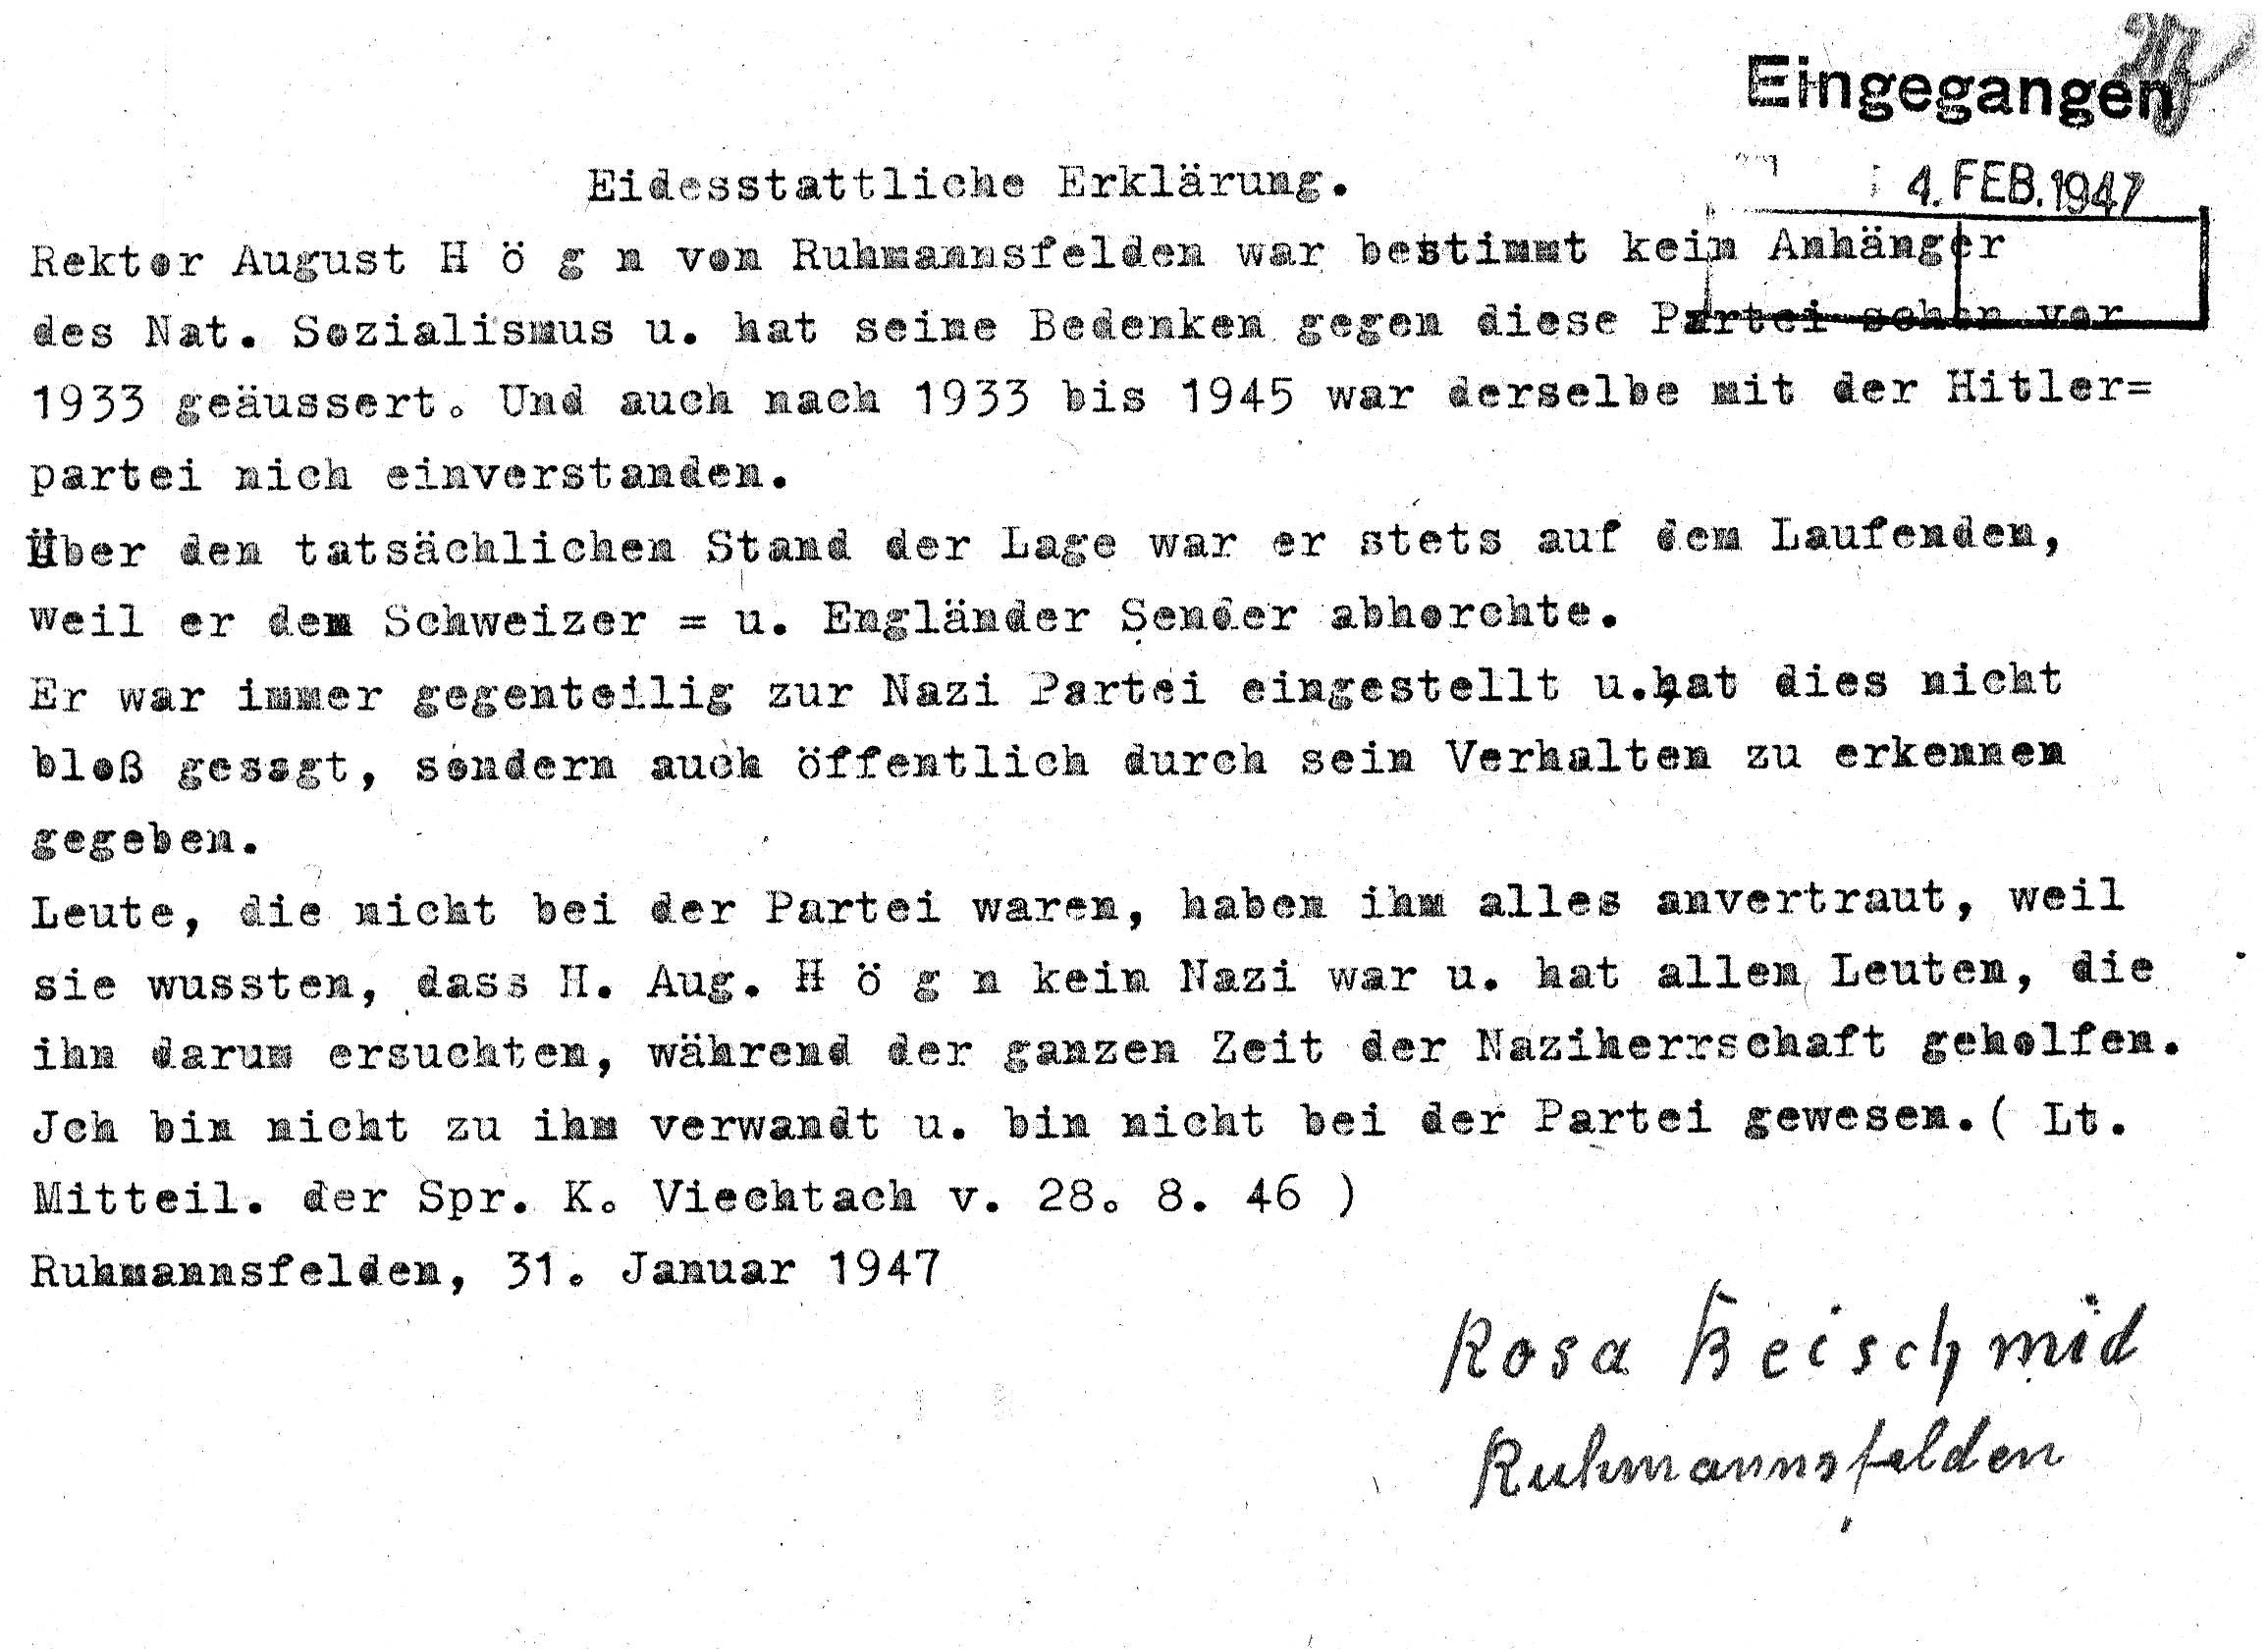 Eingegangen
4. FEB. 1947
Eidesstattliche Erklärung.
Rektor August H ö g n von Ruhmannsfelden war bestimmt kein Anhänger
des Nat. Sozialismus u. hat seine Bedenken gegen diese Partei schon vor
1933 geäussert. Und auch nach 1933 bis 1945 war derselbe mit der Hitler=
partei nich einverstanden.
Über den tatsächlichen Stand der Lage war er stets auf dem Laufenden,
weil er dem Schweizer = u. Engländer Sender abhorchte.
Er war immer gegenteilig zur Nazi Partei eingestellt u.hat dies nicht
bloß gesagt, sondern auch öffentlich durch sein Verhalten zu erkennen
gegeben.
Leute, die nicht bei der Partei waren, haben ihm alles anvertraut, weil
sie wussten, dass H. Aug. H ö g n kein Nazi war u. hat allen Leuten, die
ihn darum ersuchten, während der ganzen Zeit der Naziherrschaft geholfen.
Jch bin nicht zu ihm verwandt u. bin nicht bei der Partei gewesen.( Lt.
Mitteil. der Spr. K. Viechtach v. 28. 8. 46 )
Ruhmannsfelden, 31. Januar 1947
Rosa Beischmid
Ruhmannsfelden